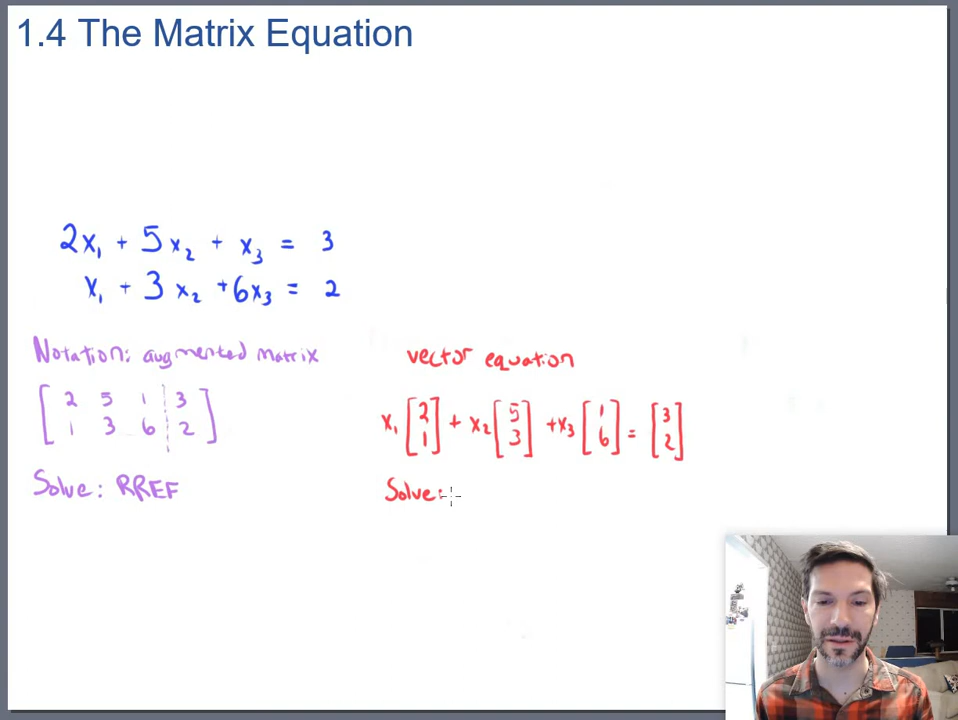 1.4 The Matrix Equation
2x₁ + 5x₂ + x₃ = 3
x₁ + 3x₂ + 6x₃ = 2
Notation: augmented matrix
[ 2 5 1 | 3 ]
[ 1 3 6 | 2 ]
Solve: RREF
vector equation
x₁ [2 1] + x₂ [5 3] + x₃ [1 6] = [3 2]
Solve: